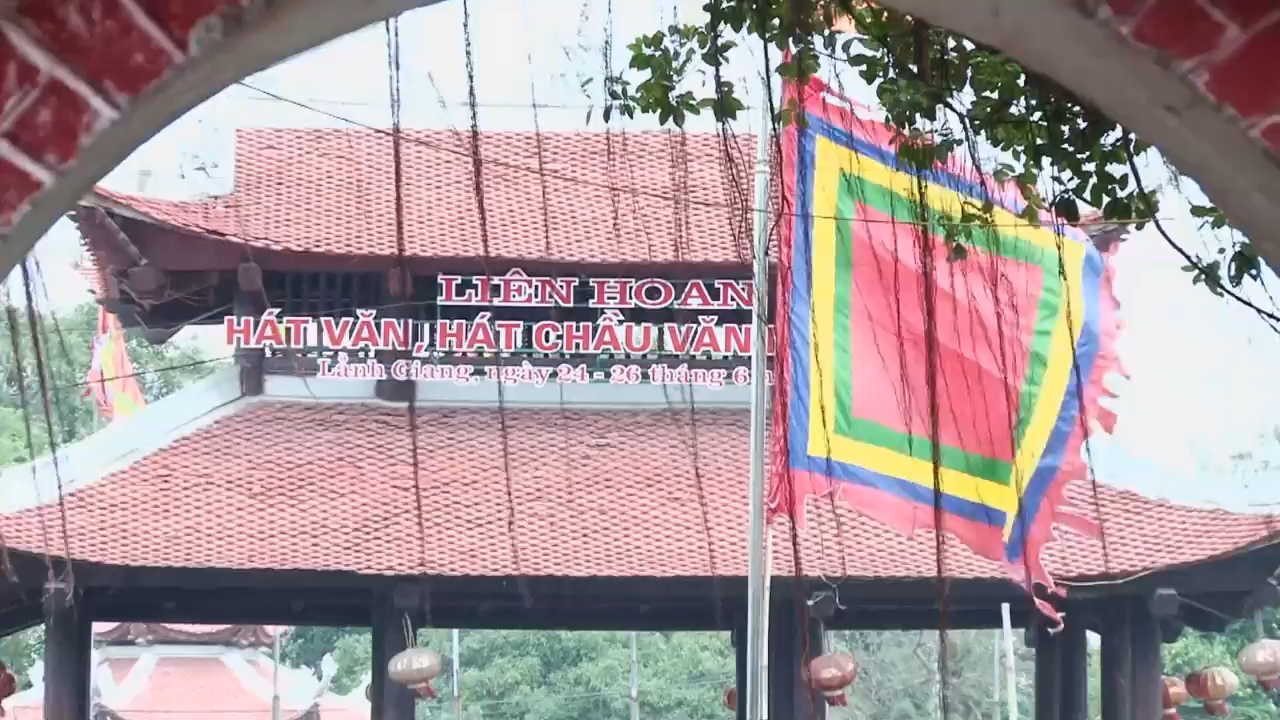 LIÊN HOAN
HÁT VĂN, HÁT CHẦU VĂN
Lảnh Giang, ngày 24 - 26 tháng 6